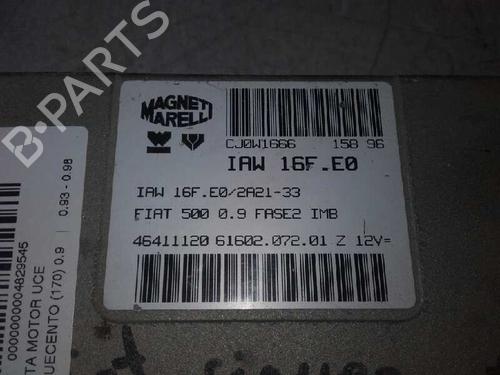 B-PARTS
MAGNETI
MARELLI
CJ0W1666 158 96
IAW 16F.E0
IAW 16F.E0/2A21-33
FIAT 500 0.9 FASE2 IMB
46411120 61602.072.01 Z 12V=
0.93 - 0.98
UECENTO (170) 0.9 |
TA MOTOR UCE
0000000004829545